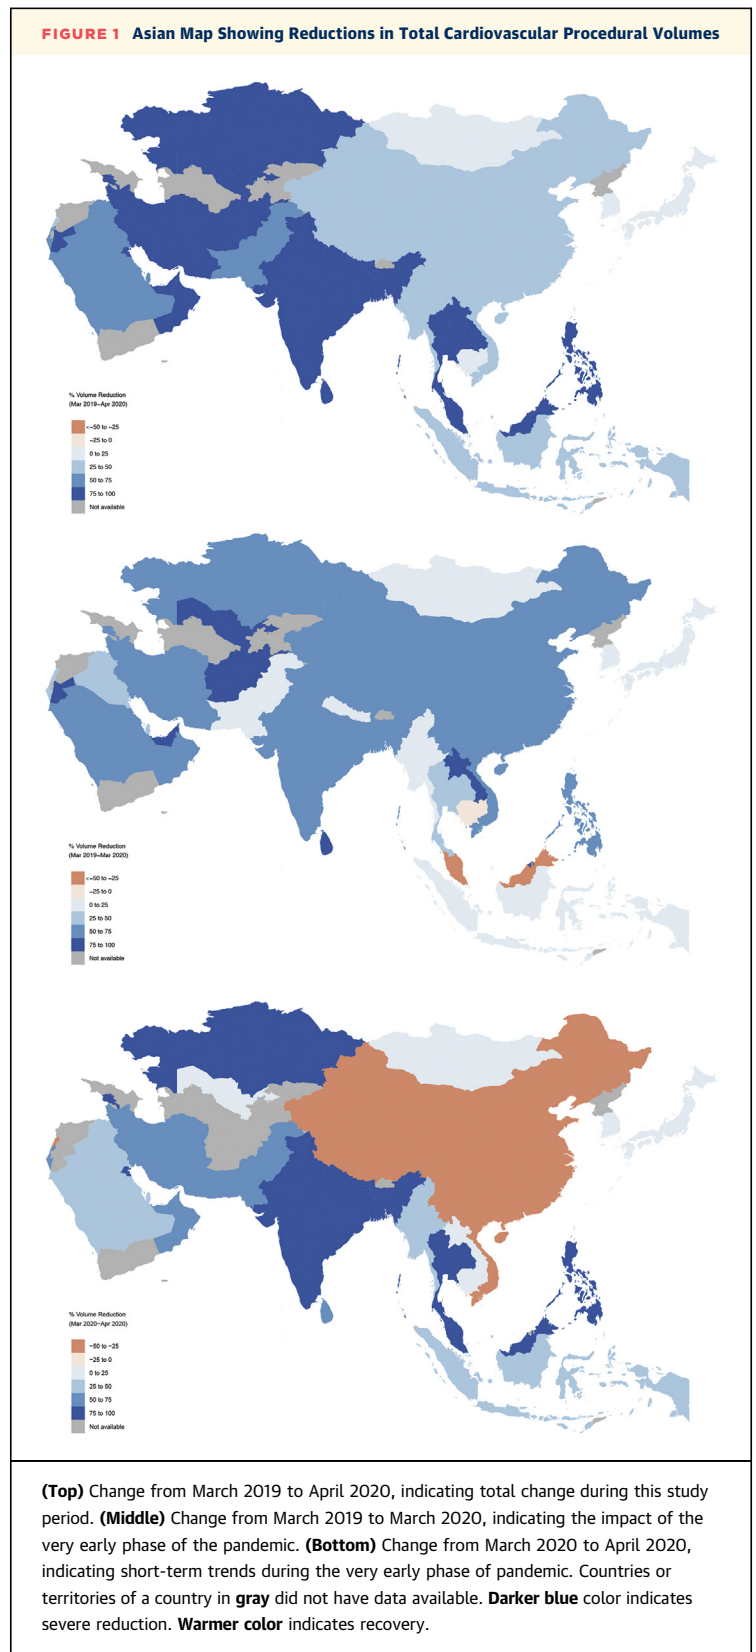 FIGURE 1 Asian Map Showing Reductions in Total Cardiovascular Procedural Volumes
% Volume Reduction
(Mar 2019–Apr 2020)
<–50 to –25
–25 to 0
0 to 25
25 to 50
50 to 75
75 to 100
Not available
% Volume Reduction
(Mar 2019–Mar 2020)
<–50 to –25
–25 to 0
0 to 25
25 to 50
50 to 75
75 to 100
Not available
% Volume Reduction
(Mar 2020–Apr 2020)
–50 to –25
–25 to 0
0 to 25
25 to 50
50 to 75
75 to 100
Not available
(Top) Change from March 2019 to April 2020, indicating total change during this study
period. (Middle) Change from March 2019 to March 2020, indicating the impact of the
very early phase of the pandemic. (Bottom) Change from March 2020 to April 2020,
indicating short-term trends during the very early phase of pandemic. Countries or
territories of a country in gray did not have data available. Darker blue color indicates
severe reduction. Warmer color indicates recovery.